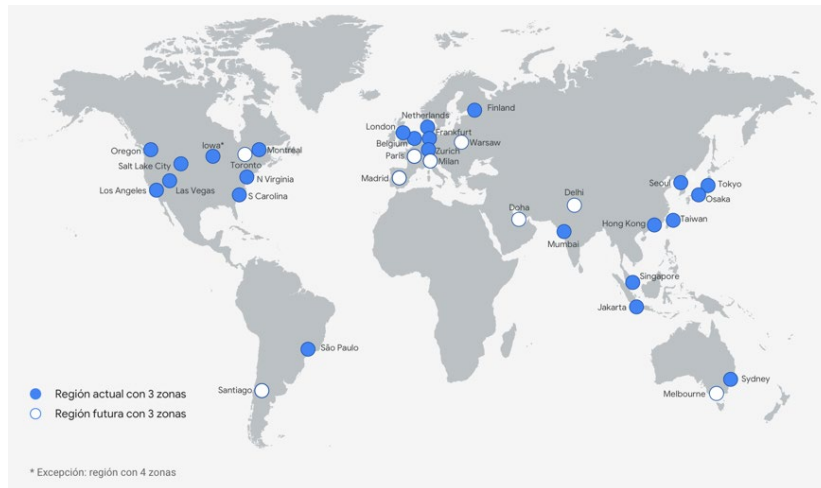 Finland
Netherlands
London
Frankfurt
Belgium
Warsaw
Zurich
Paris
Milan
Madrid
Oregon
Iowa*
Montréal
Salt Lake City
Toronto
N Virginia
Los Angeles
Las Vegas
S Carolina
Seoul
Tokyo
Osaka
Delhi
Doha
Hong Kong
Taiwan
Mumbai
Singapore
Jakarta
São Paulo
Santiago
Sydney
Melbourne
Región actual con 3 zonas
Región futura con 3 zonas
* Excepción: región con 4 zonas